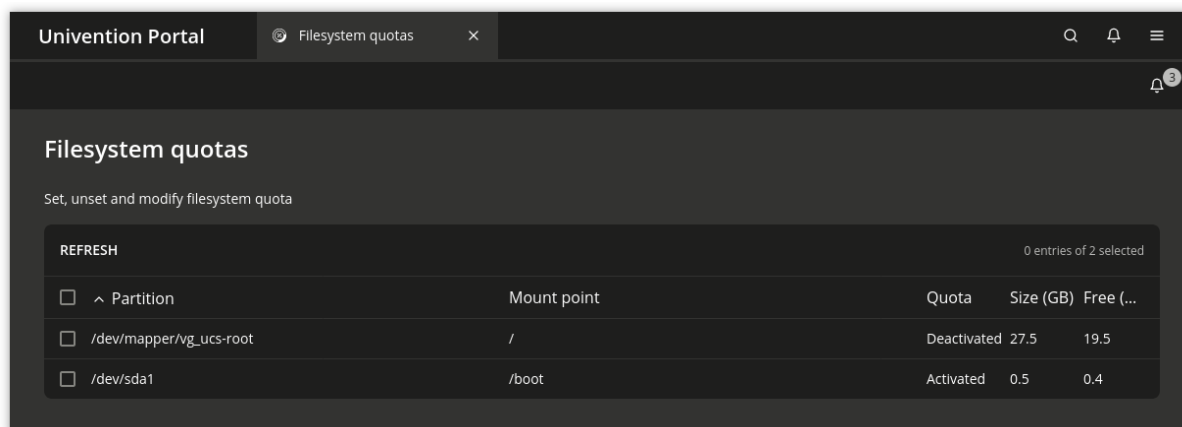 Univention Portal Filesystem quotas
3
Filesystem quotas
Set, unset and modify filesystem quota
REFRESH 0 entries of 2 selected
Partition Mount point Quota Size (GB) Free (...
/dev/mapper/vg_ucs-root / Deactivated 27.5 19.5
/dev/sda1 /boot Activated 0.5 0.4